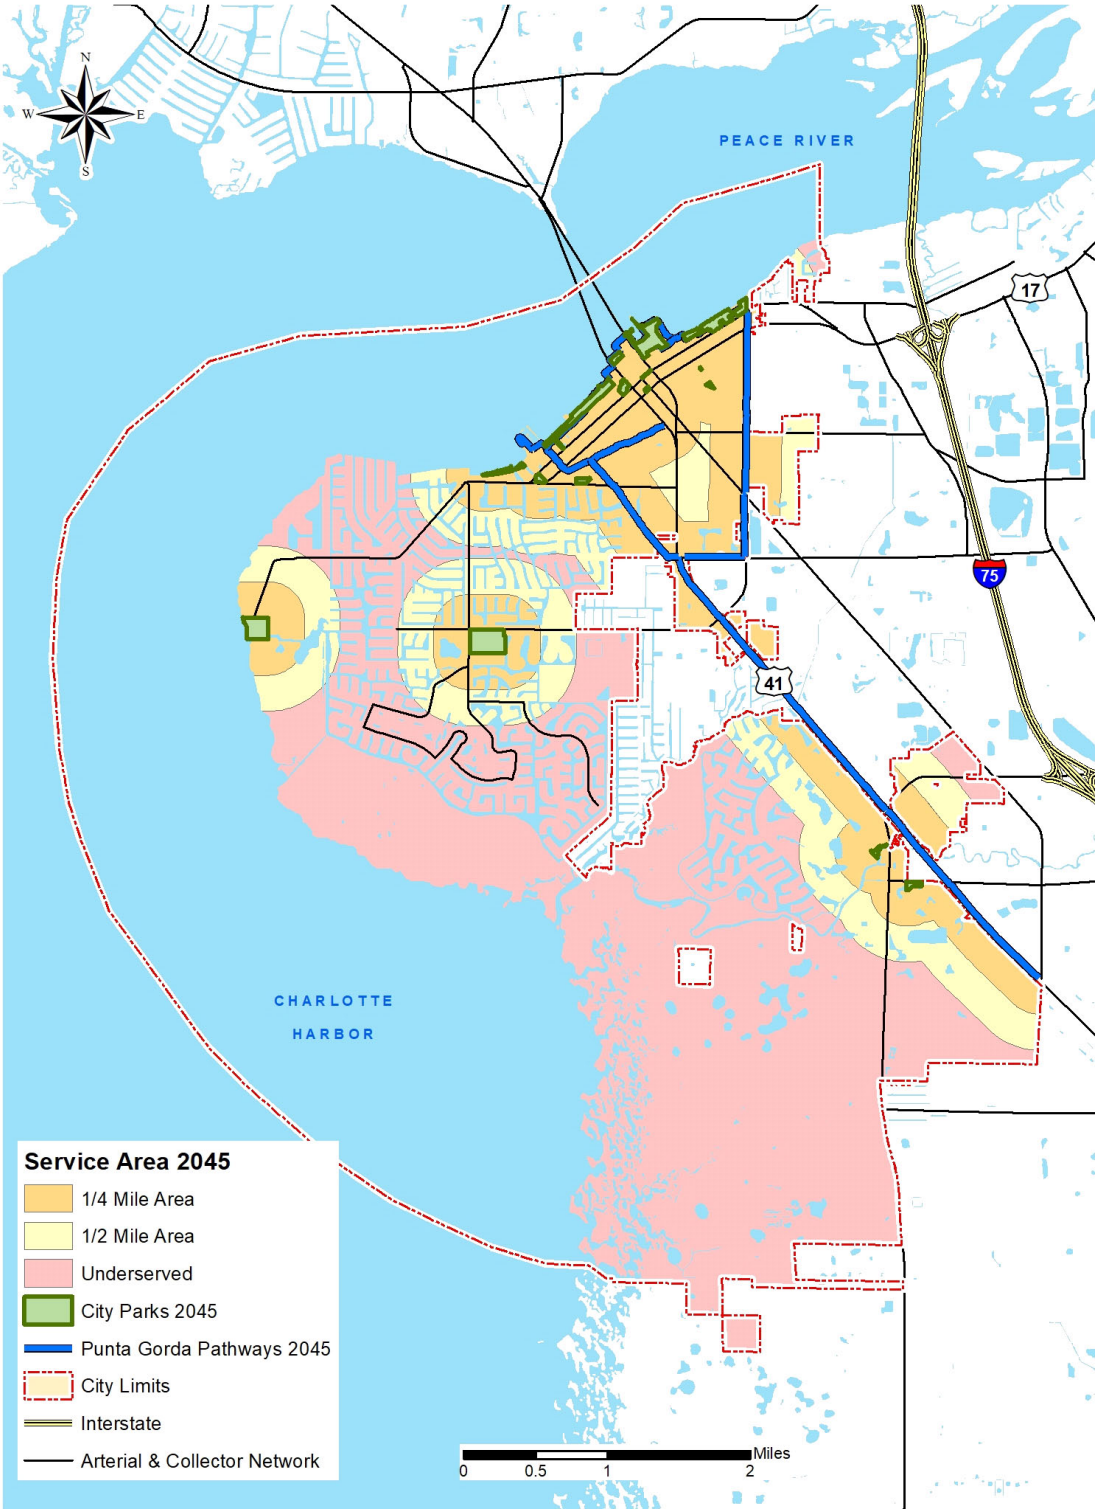 N
W E
S
PEACE RIVER
17
75
41
CHARLOTTE
HARBOR
Service Area 2045
1/4 Mile Area
1/2 Mile Area
Underserved
City Parks 2045
Punta Gorda Pathways 2045
City Limits
Interstate
Arterial & Collector Network
Miles
0 0.5 1 2